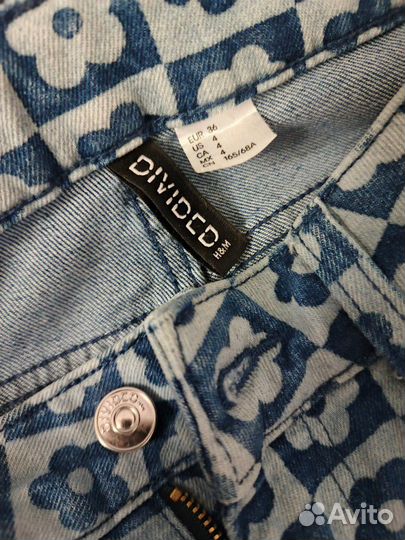 EUR 36
US 4
CA 4
MX 4
CN 165/68A
DIVIDED
H&M
DIVIDED
Avito